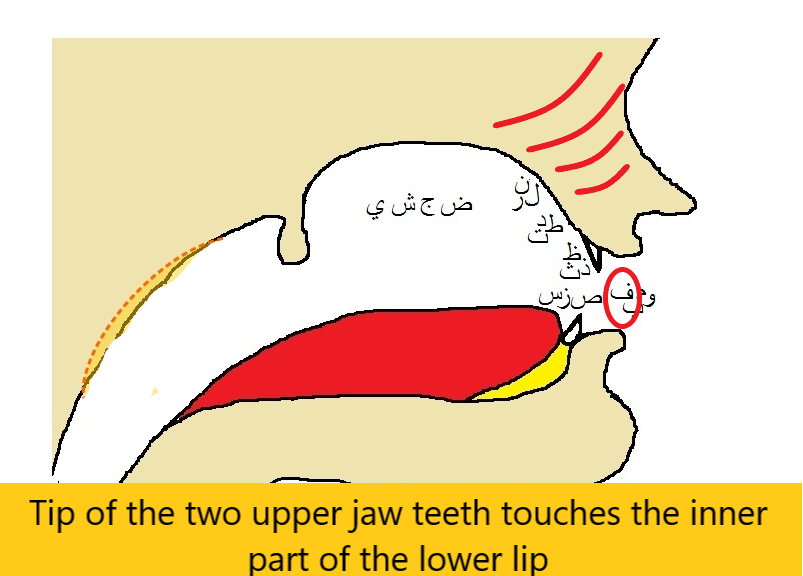 ض ج ش ي
ن
ل ر
ط د
ت
ظ
ذ ث
ص ز س
ف
و م
ب
Tip of the two upper jaw teeth touches the inner
part of the lower lip